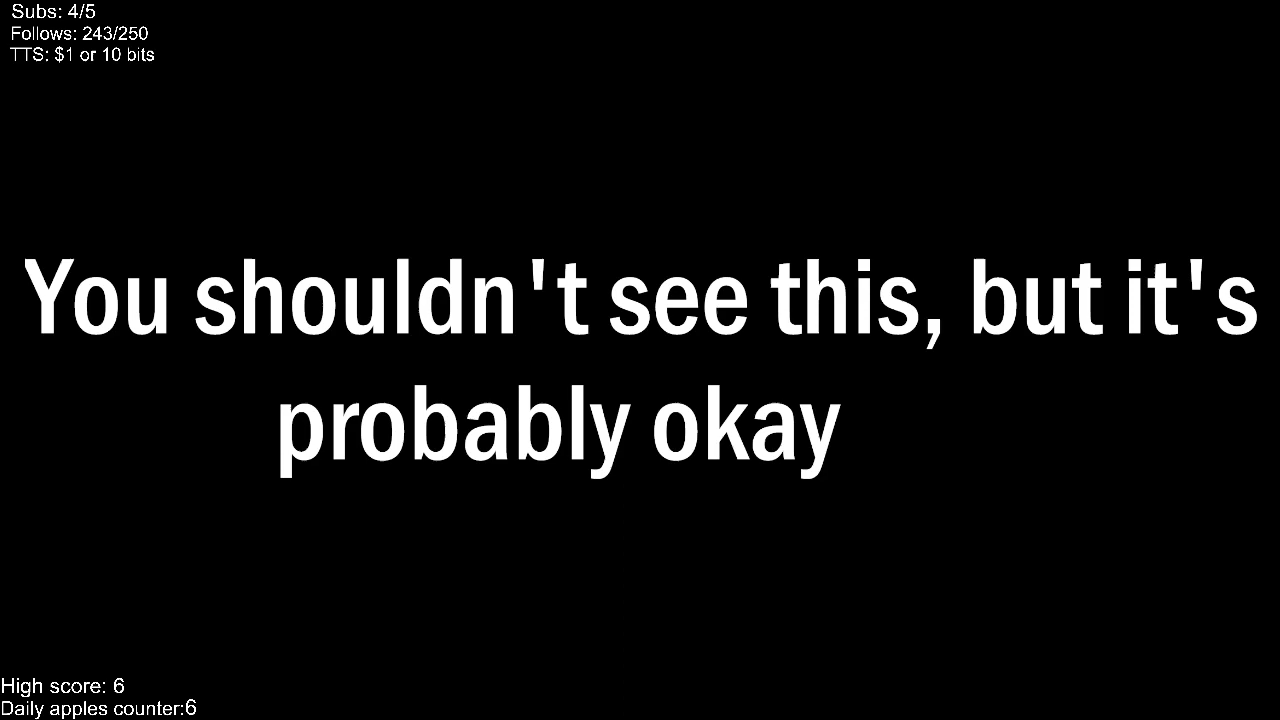 Subs: 4/5
Follows: 243/250
TTS: $1 or 10 bits
You shouldn't see this, but it's
probably okay
High score: 6
Daily apples counter:6